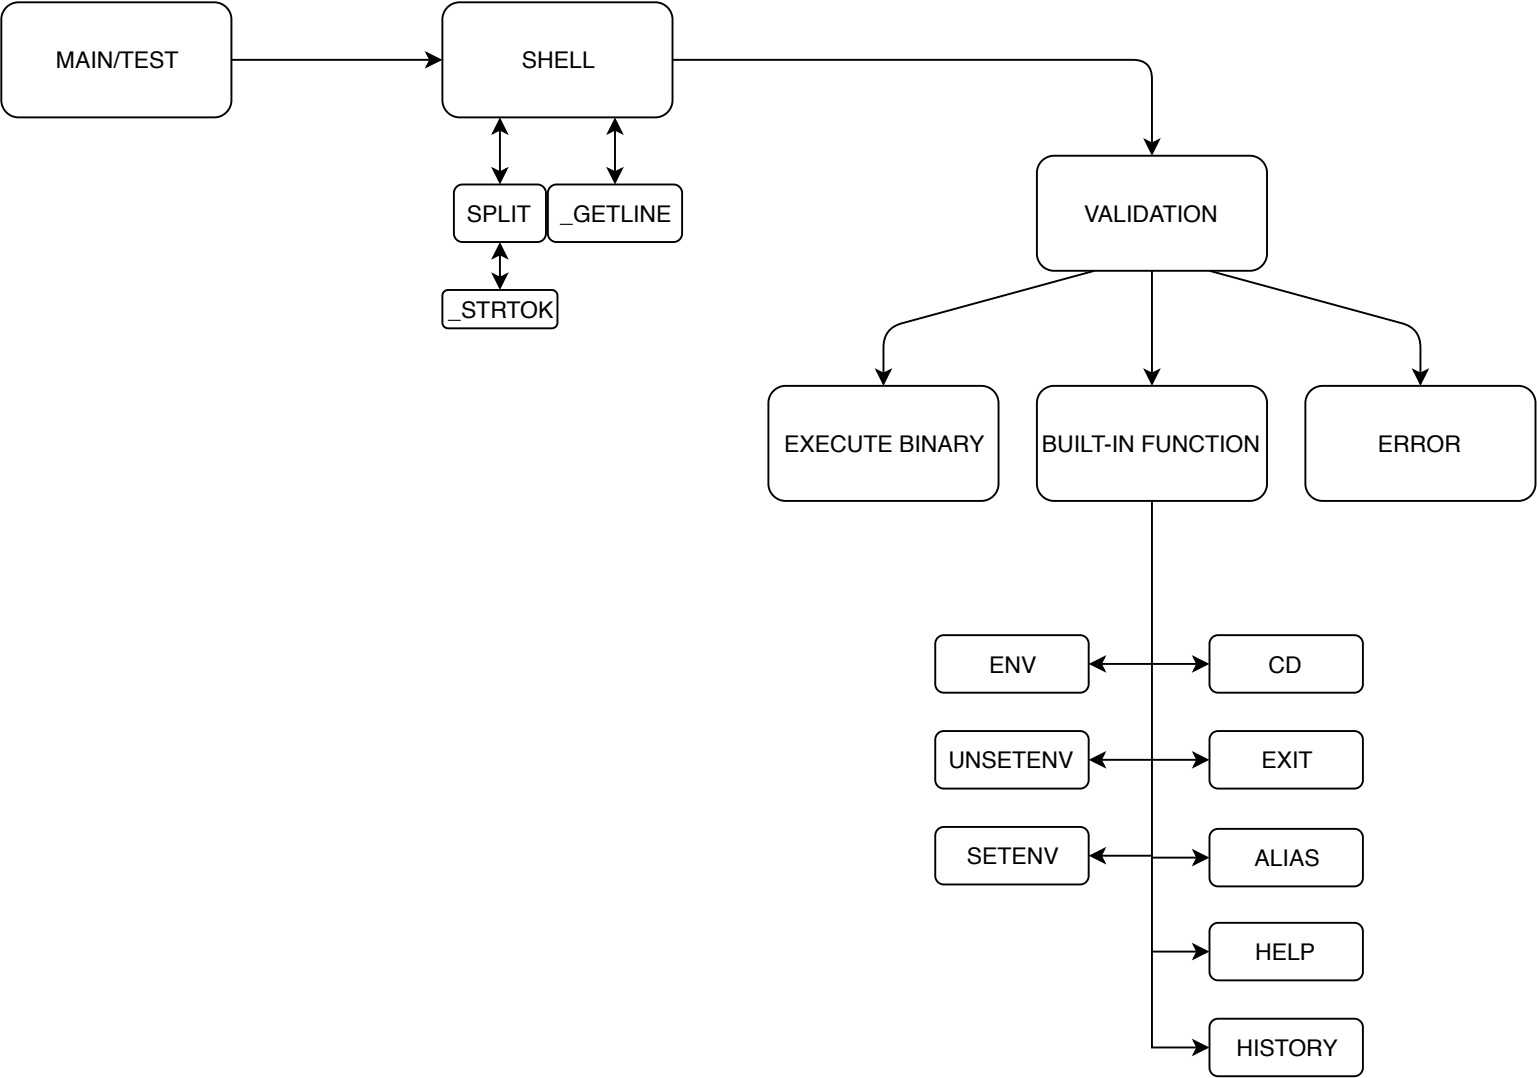 MAIN/TEST
SHELL
SPLIT
_GETLINE
_STRTOK
VALIDATION
EXECUTE BINARY
BUILT-IN FUNCTION
ERROR
ENV
CD
UNSETENV
EXIT
SETENV
ALIAS
HELP
HISTORY